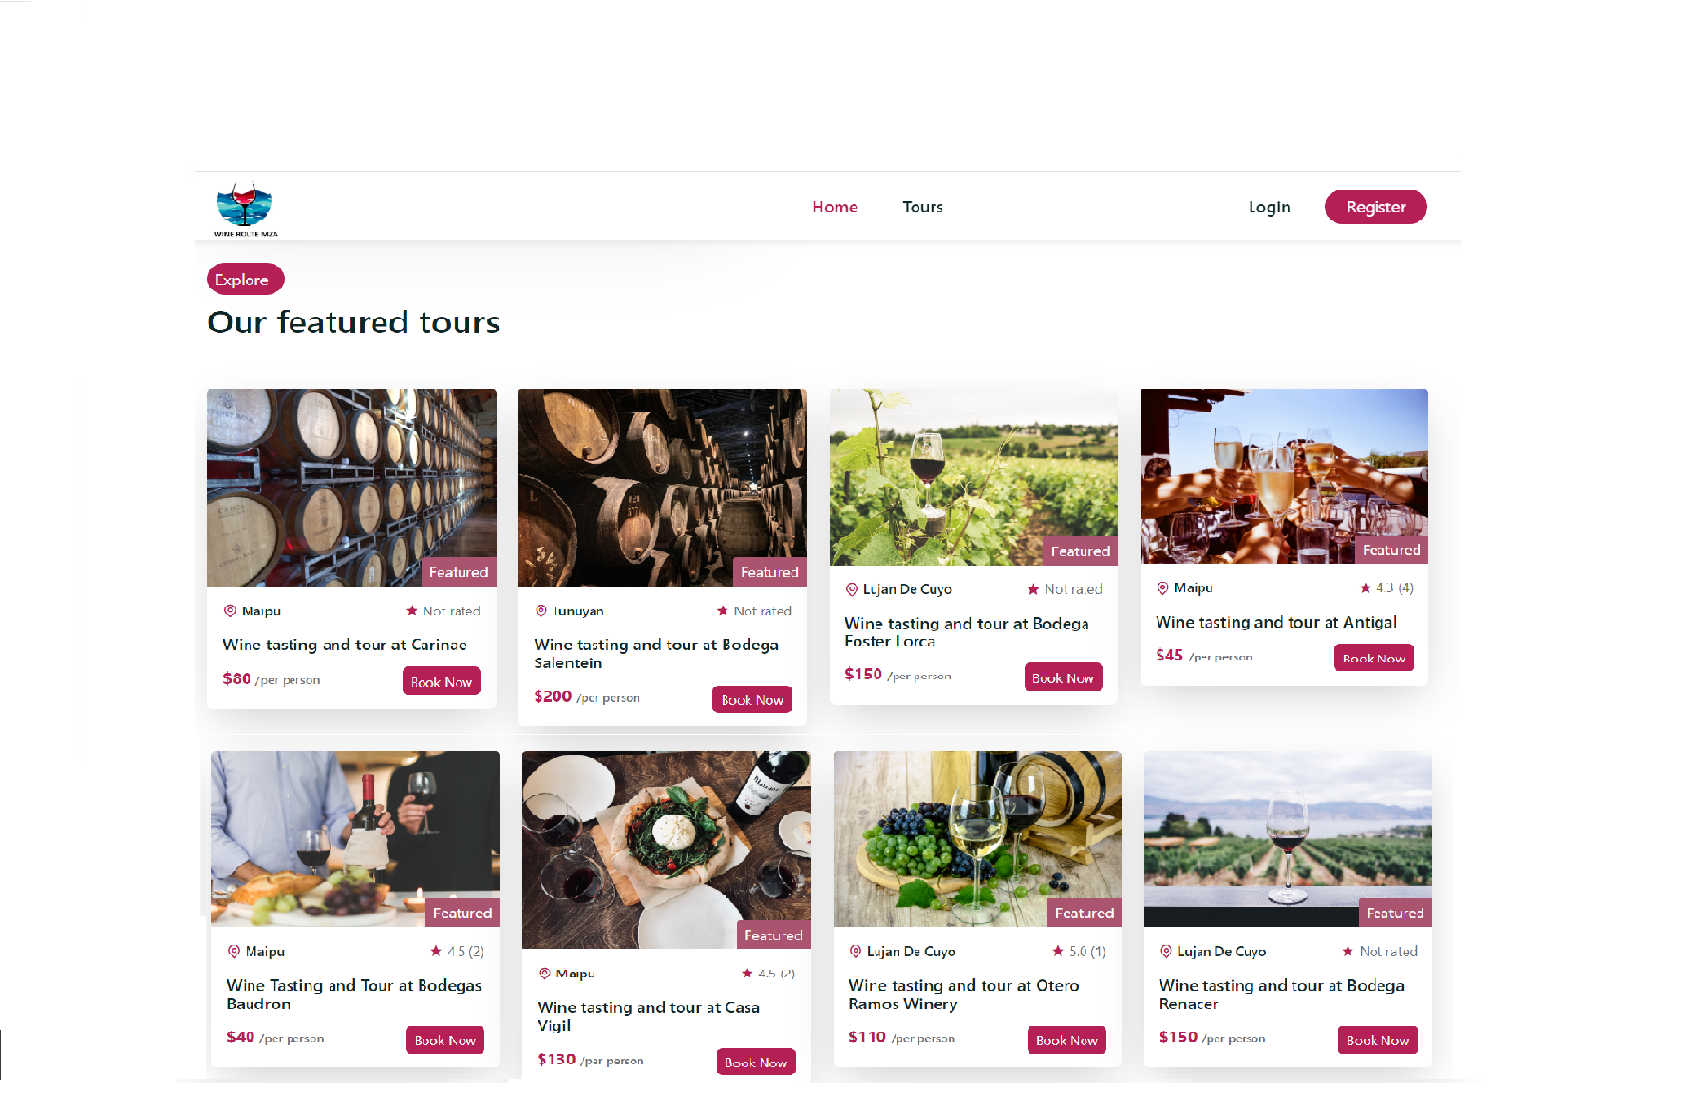 WINE ROUTE MZA
Home
Tours
Login
Register
Explore
Our featured tours
Featured
Featured
Featured
Featured
Maipu
Not rated
Wine tasting and tour at Carinae
$80 /per person
Book Now
Tunuyan
Not rated
Wine tasting and tour at Bodega
Salentein
$200 /per person
Book Now
Lujan De Cuyo
Not rated
Wine tasting and tour at Bodega
Foster Lorca
$150 /per person
Book Now
Maipu
4.3 (4)
Wine tasting and tour at Antigal
$45 /per person
Book Now
Featured
Featured
Featured
Featured
Maipu
4.5 (2)
Wine Tasting and Tour at Bodegas
Baudron
$40 /per person
Book Now
Maipu
4.5 (2)
Wine tasting and tour at Casa
Vigil
$130 /per person
Book Now
Lujan De Cuyo
5.0 (1)
Wine tasting and tour at Otero
Ramos Winery
$110 /per person
Book Now
Lujan De Cuyo
Not rated
Wine tasting and tour at Bodega
Renacer
$150 /per person
Book Now